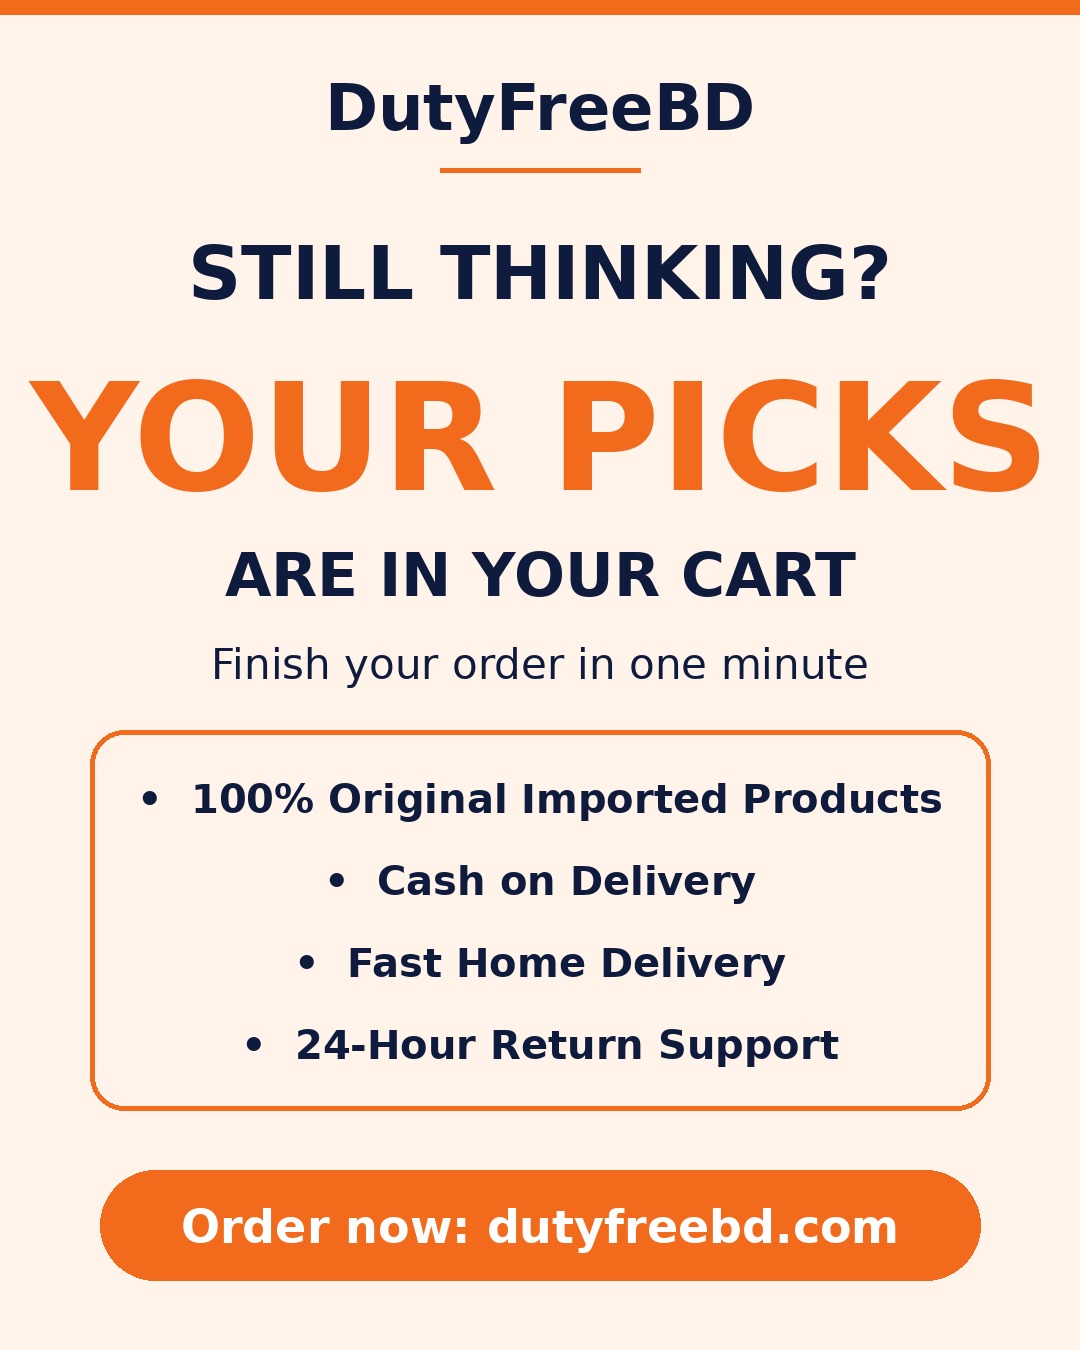 DutyFreeBD
STILL THINKING?
YOUR PICKS
ARE IN YOUR CART
Finish your order in one minute
• 100% Original Imported Products
• Cash on Delivery
• Fast Home Delivery
• 24-Hour Return Support
Order now: dutyfreebd.com